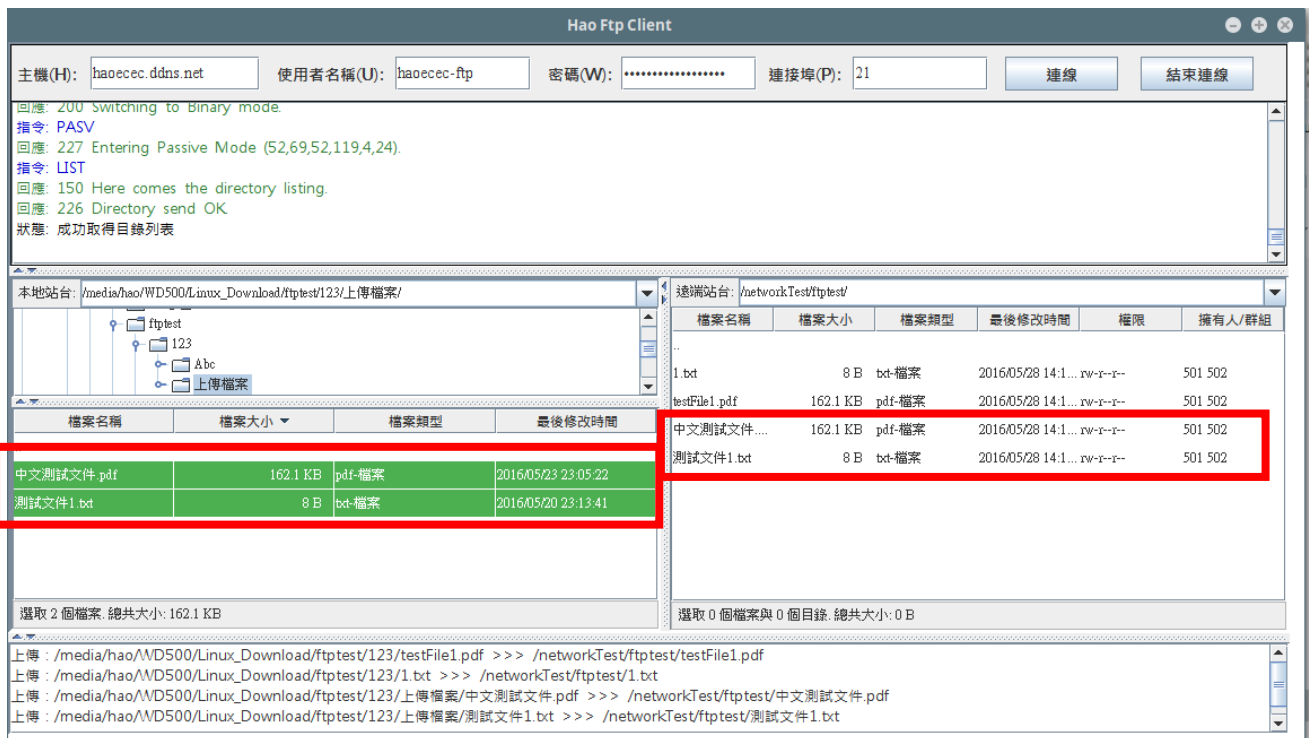 Hao Ftp Client
主機(H): haoecec.ddns.net 使用者名稱(U): haoecec-ftp 密碼(W): •••••••••••••••••• 連接埠(P): 21 連線 結束連線
回應: 200 Switching to Binary mode.
指令: PASV
回應: 227 Entering Passive Mode (52,69,52,119,4,24).
指令: LIST
回應: 150 Here comes the directory listing.
回應: 226 Directory send OK.
狀態: 成功取得目錄列表
本地站台: /media/hao/WD500/Linux_Download/ftptest/123/上傳檔案/
ftptest
123
Abc
上傳檔案
檔案名稱 檔案大小 檔案類型 最後修改時間
中文測試文件.pdf 162.1 KB pdf-檔案 2016/05/23 23:05:22
測試文件1.txt 8 B txt-檔案 2016/05/20 23:13:41
選取 2 個檔案. 總共大小: 162.1 KB
遠端站台: /networkTest/ftptest/
檔案名稱 檔案大小 檔案類型 最後修改時間 權限 擁有人/群組
..
1.txt 8 B txt-檔案 2016/05/28 14:1... rw-r--r-- 501 502
testFile1.pdf 162.1 KB pdf-檔案 2016/05/28 14:1... rw-r--r-- 501 502
中文測試文件.... 162.1 KB pdf-檔案 2016/05/28 14:1... rw-r--r-- 501 502
測試文件1.txt 8 B txt-檔案 2016/05/28 14:1... rw-r--r-- 501 502
選取 0 個檔案與 0 個目錄. 總共大小: 0 B
上傳 : /media/hao/WD500/Linux_Download/ftptest/123/testFile1.pdf >>> /networkTest/ftptest/testFile1.pdf
上傳 : /media/hao/WD500/Linux_Download/ftptest/123/1.txt >>> /networkTest/ftptest/1.txt
上傳 : /media/hao/WD500/Linux_Download/ftptest/123/上傳檔案/中文測試文件.pdf >>> /networkTest/ftptest/中文測試文件.pdf
上傳 : /media/hao/WD500/Linux_Download/ftptest/123/上傳檔案/測試文件1.txt >>> /networkTest/ftptest/測試文件1.txt